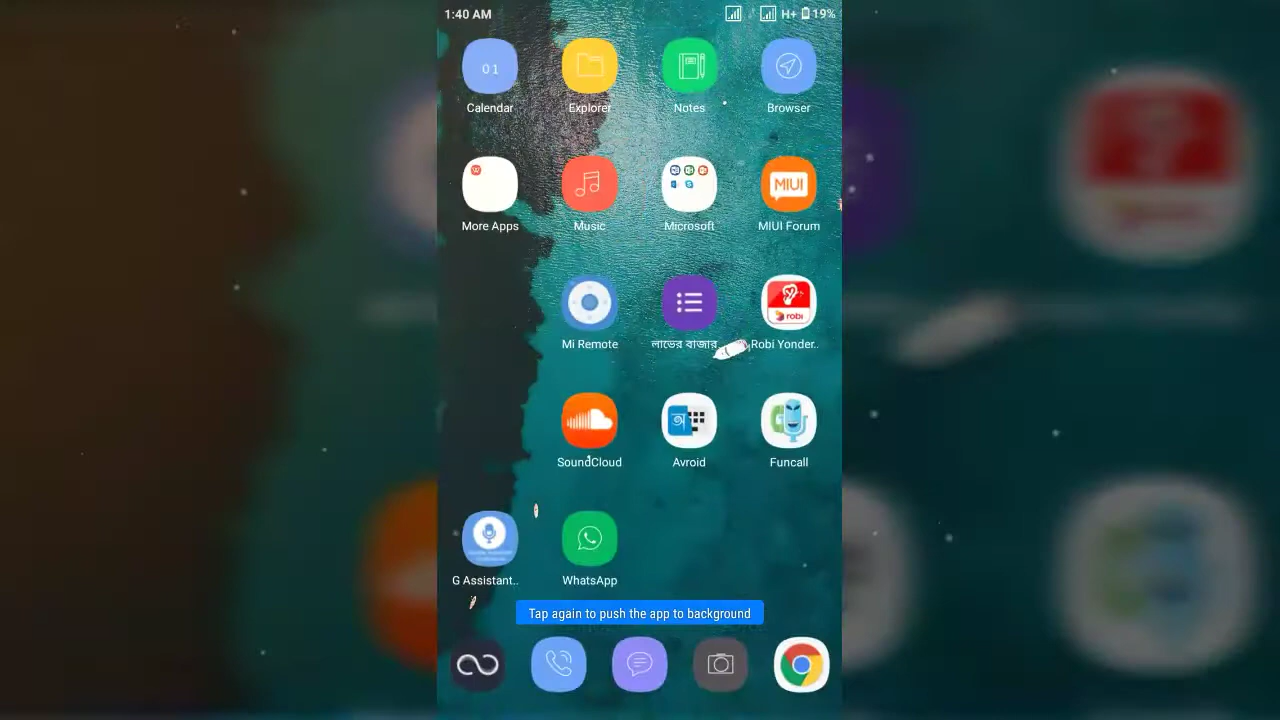 1:40 AM H+ 19%
01
Calendar Explorer Notes Browser
MIUI
More Apps Music Microsoft MIUI Forum
robi
Mi Remote লাভের বাজার Robi Yonder..
SoundCloud Avroid Funcall
G Assistant.. WhatsApp
Tap again to push the app to background